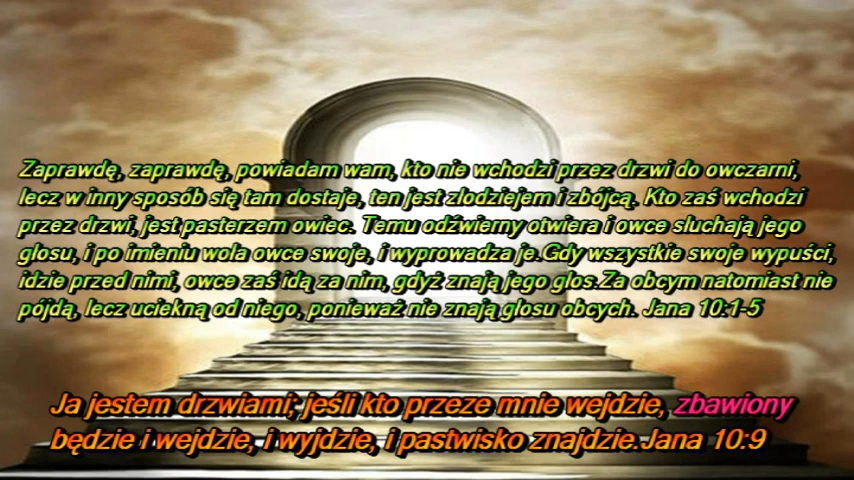 Zaprawdę, zaprawdę, powiadam wam, kto nie wchodzi przez drzwi do owczarni,
lecz w inny sposób się tam dostaje, ten jest złodziejem i zbójcą. Kto zaś wchodzi
przez drzwi, jest pasterzem owiec. Temu odźwierny otwiera i owce słuchają jego
głosu, i po imieniu woła owce swoje, i wyprowadza je.Gdy wszystkie swoje wypuści,
idzie przed nimi, owce zaś idą za nim, gdyż znają jego głos.Za obcym natomiast nie
pójdą, lecz uciekną od niego, ponieważ nie znają głosu obcych. Jana 10:1-5
Ja jestem drzwiami; jeśli kto przeze mnie wejdzie, zbawiony
będzie i wejdzie, i wyjdzie, i pastwisko znajdzie.Jana 10:9